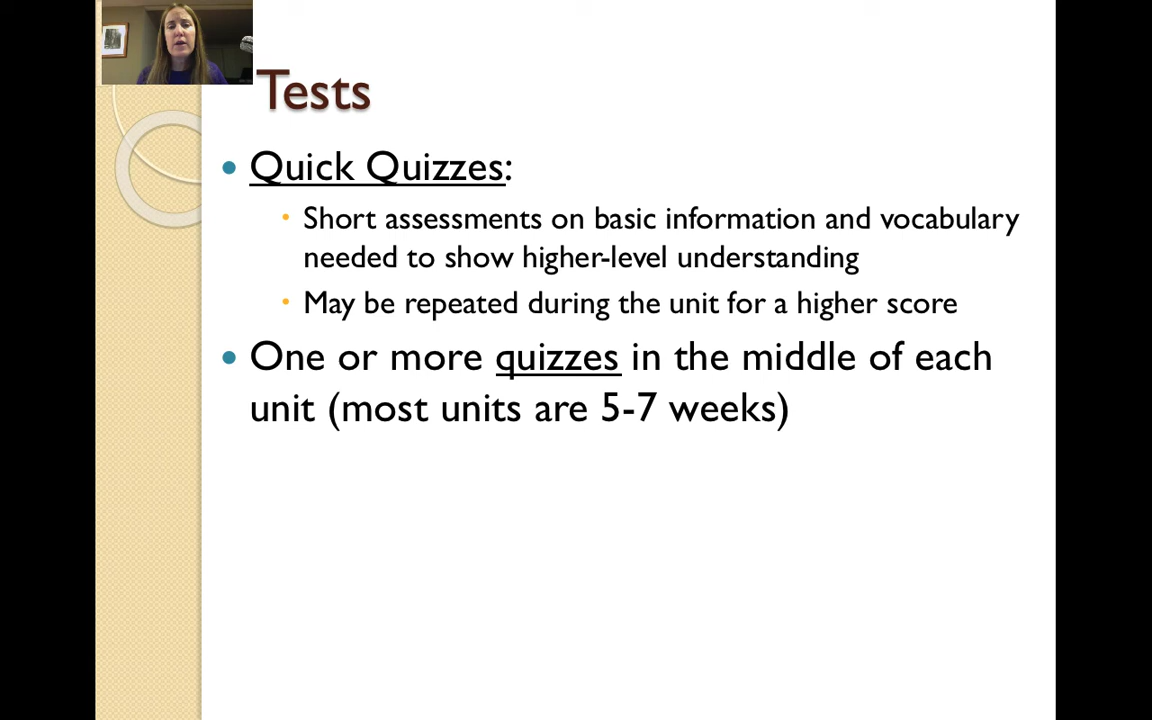 Tests
Quick Quizzes:
Short assessments on basic information and vocabulary
needed to show higher-level understanding
May be repeated during the unit for a higher score
One or more quizzes in the middle of each
unit (most units are 5-7 weeks)